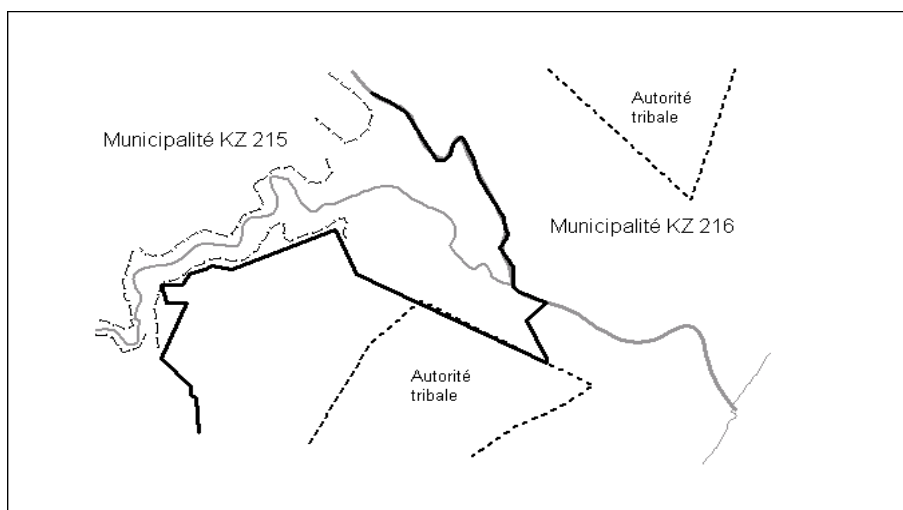 Autorité
tribale
Municipalité KZ 215
Municipalité KZ 216
Autorité
tribale